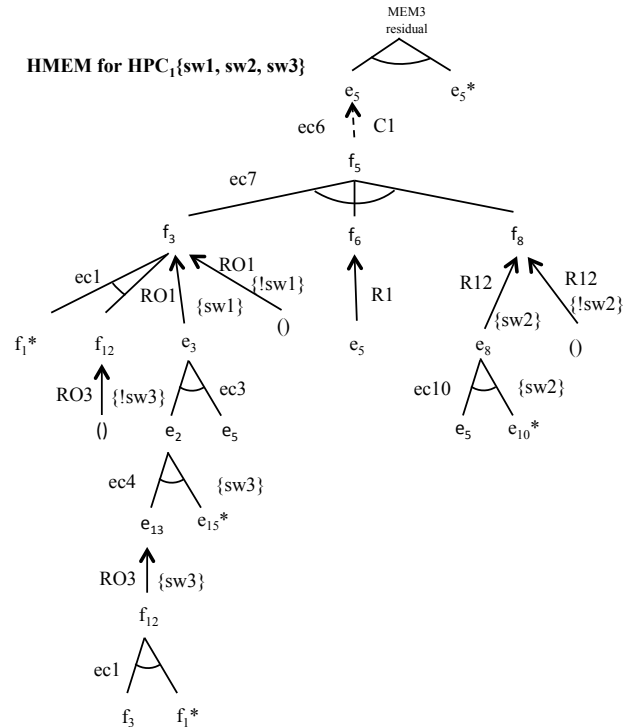 MEM3
residual
HMEM for HPC₁{sw1, sw2, sw3}
e₅ e₅*
ec6 C1
f₅
ec7
f₃ f₆ f₈
ec1 RO1 RO1 {!sw1} R1 R12 R12
{sw1} {sw2} {!sw2}
f₁* f₁₂ e₃ () e₅ e₈ ()
RO3 {!sw3} ec3 ec10 {sw2}
() e₂ e₅ e₅ e₁₀*
ec4 {sw3}
e₁₃ e₁₅*
RO3 {sw3}
f₁₂
ec1
f₃ f₁*